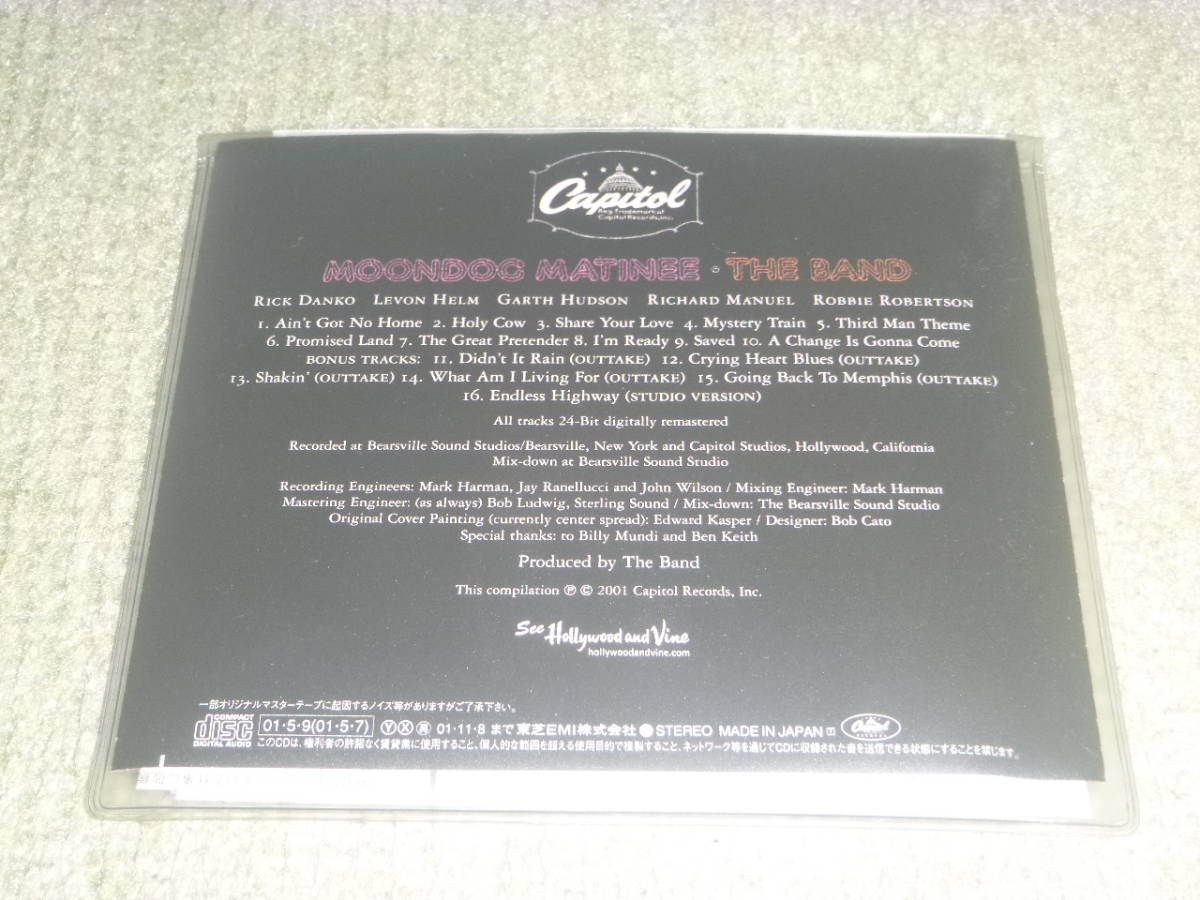 Capitol
Reg. Trademark of
Capitol Records, Inc.
MOONDOG MATINEE • THE BAND
RICK DANKO LEVON HELM GARTH HUDSON RICHARD MANUEL ROBBIE ROBERTSON
1. Ain't Got No Home 2. Holy Cow 3. Share Your Love 4. Mystery Train 5. Third Man Theme
6. Promised Land 7. The Great Pretender 8. I'm Ready 9. Saved 10. A Change Is Gonna Come
BONUS TRACKS: 11. Didn't It Rain (OUTTAKE) 12. Crying Heart Blues (OUTTAKE)
13. Shakin' (OUTTAKE) 14. What Am I Living For (OUTTAKE) 15. Going Back To Memphis (OUTTAKE)
16. Endless Highway (STUDIO VERSION)
All tracks 24-Bit digitally remastered
Recorded at Bearsville Sound Studios/Bearsville, New York and Capitol Studios, Hollywood, California
Mix-down at Bearsville Sound Studio
Recording Engineers: Mark Harman, Jay Ranellucci and John Wilson / Mixing Engineer: Mark Harman
Mastering Engineer: (as always) Bob Ludwig, Sterling Sound / Mix-down: The Bearsville Sound Studio
Original Cover Painting (currently center spread): Edward Kasper / Designer: Bob Cato
Special thanks: to Billy Mundi and Ben Keith
Produced by The Band
This compilation ℗ © 2001 Capitol Records, Inc.
See Hollywood and Vine
hollywoodandvine.com
一部オリジナルマスターテープに起因するノイズ等がありますがご了承下さい。
COMPACT disc DIGITAL AUDIO 01・5・9(01・5・7) Ⓨ Ⓧ 01・11・8 まで 東芝EMI株式会社 ● STEREO MADE IN JAPAN Capitol
このCDは、権利者の許諾なく賃貸業に使用すること、個人的な範囲を超える使用目的で複製すること、ネットワーク等を通じてCDに収録された音を送信できる状態にすることを禁じます。